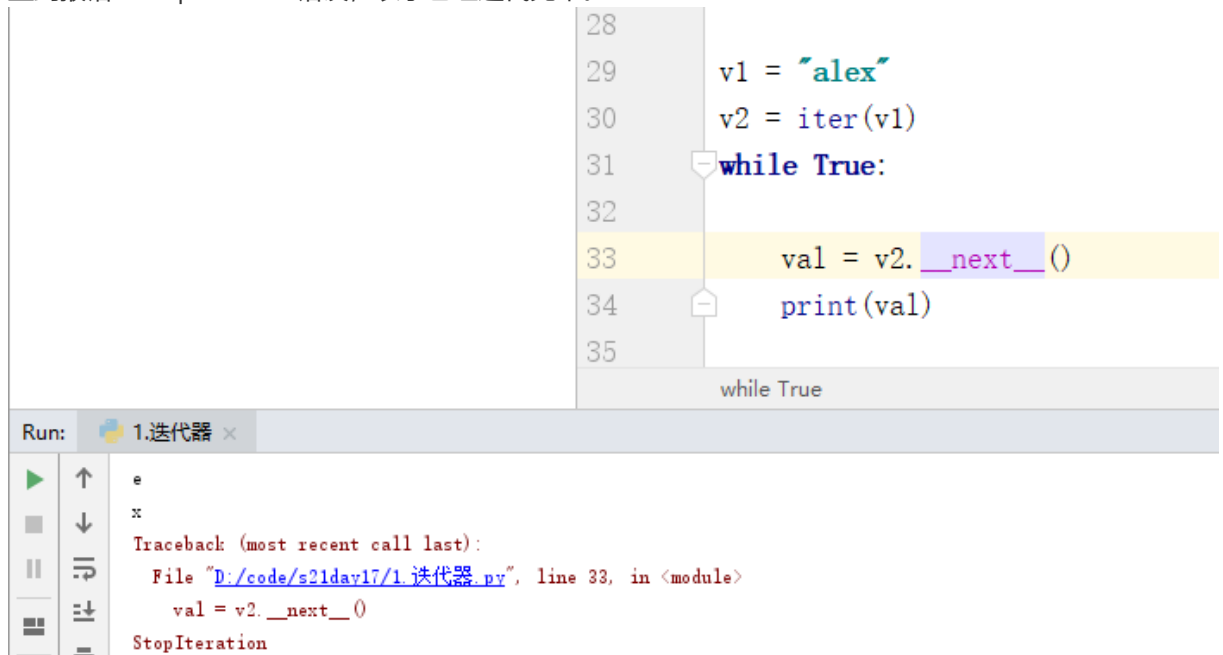 28
29 v1 = "alex"
30 v2 = iter(v1)
31 while True:
32
33 val = v2.__next__()
34 print(val)
35
while True
Run: 1.迭代器 ×
e
x
Traceback (most recent call last):
File "D:/code/s21day17/1.迭代器.py", line 33, in <module>
val = v2.__next__()
StopIteration